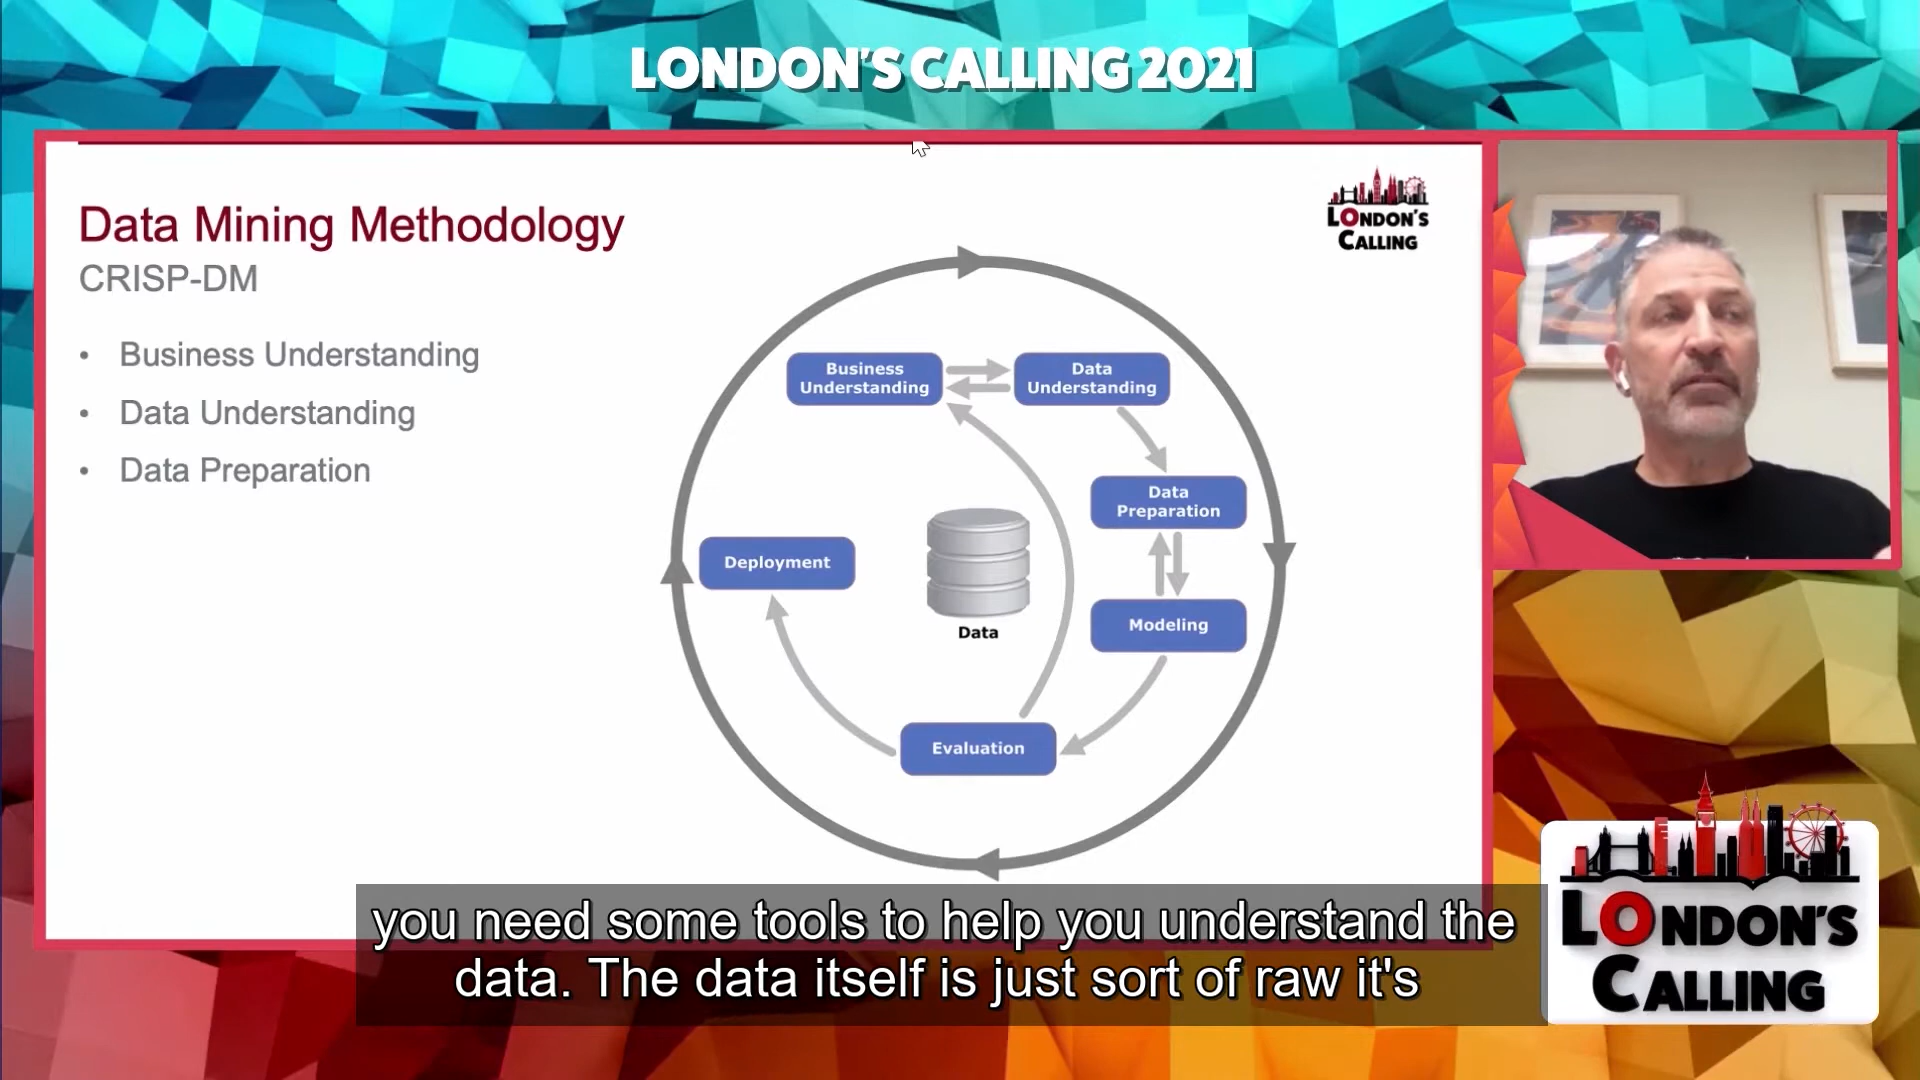 LONDON'S CALLING 2021
Data Mining Methodology
CRISP-DM
• Business Understanding
• Data Understanding
• Data Preparation
LONDON'S
CALLING
Business
Understanding
Data
Understanding
Data
Preparation
Modeling
Evaluation
Deployment
Data
you need some tools to help you understand the
data. The data itself is just sort of raw it's
LONDON'S
CALLING